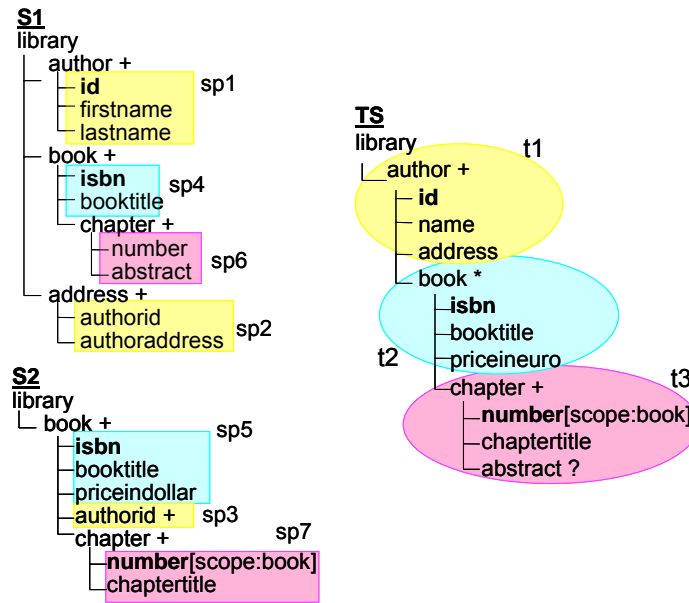 S1
library
author +
id
firstname
lastname
sp1
book +
isbn
booktitle
sp4
chapter +
number
abstract
sp6
address +
authorid
authoraddress
sp2
S2
library
book +
sp5
isbn
booktitle
priceindollar
authorid +
sp3
chapter +
sp7
number[scope:book]
chaptertitle
TS
library
t1
author +
id
name
address
book *
isbn
booktitle
priceineuro
t2
chapter +
t3
number[scope:book]
chaptertitle
abstract ?